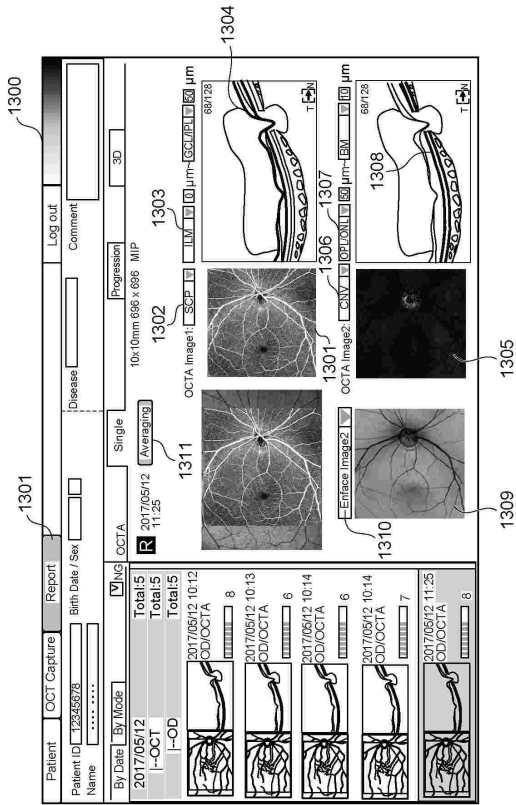 1300
1301
Patient
OCT Capture
Report
Log out
Patient ID 12345678
Birth Date / Sex
Disease
Comment
Name
By Date
By Mode
V NG
OCTA
Single
Progression
3D
2017/05/12 Total:5
|--OCT Total:5
|--OD Total:5
2017/05/12 10:12
OD/OCTA
8
2017/05/12 10:13
OD/OCTA
6
2017/05/12 10:14
OD/OCTA
6
2017/05/12 10:14
OD/OCTA
7
2017/05/12 11:25
OD/OCTA
8
R 2017/05/12
11:25
Averaging
1311
10x10mm 696 x 696 MIP
1302
1303
1304
OCTA Image1: SCP ILM 0 μm~ GCL/IPL 50 μm
68/128
T N
1301
1306
1307
OCTA Image2: CNV OPL/ONL 50 μm~ BM 10 μm
1308
68/128
T N
1305
Enface Image2
1310
1309